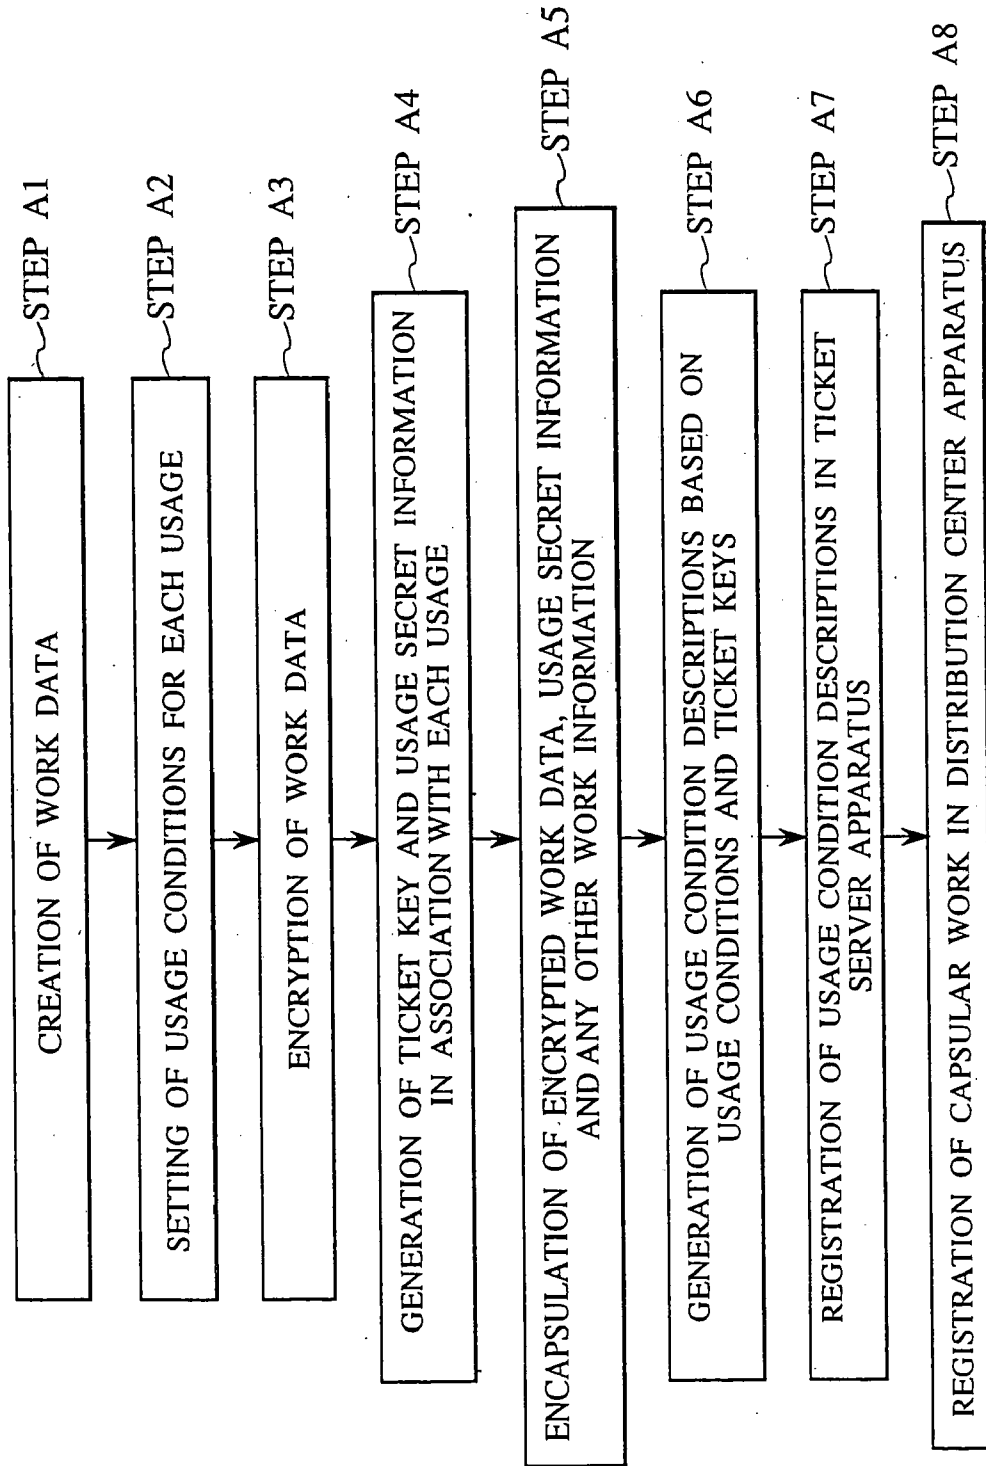 CREATION OF WORK DATA
STEP A1
SETTING OF USAGE CONDITIONS FOR EACH USAGE
STEP A2
ENCRYPTION OF WORK DATA
STEP A3
GENERATION OF TICKET KEY AND USAGE SECRET INFORMATION
IN ASSOCIATION WITH EACH USAGE
STEP A4
ENCAPSULATION OF ENCRYPTED WORK DATA, USAGE SECRET INFORMATION
AND ANY OTHER WORK INFORMATION
STEP A5
GENERATION OF USAGE CONDITION DESCRIPTIONS BASED ON
USAGE CONDITIONS AND TICKET KEYS
STEP A6
REGISTRATION OF USAGE CONDITION DESCRIPTIONS IN TICKET
SERVER APPARATUS
STEP A7
REGISTRATION OF CAPSULAR WORK IN DISTRIBUTION CENTER APPARATUS
STEP A8